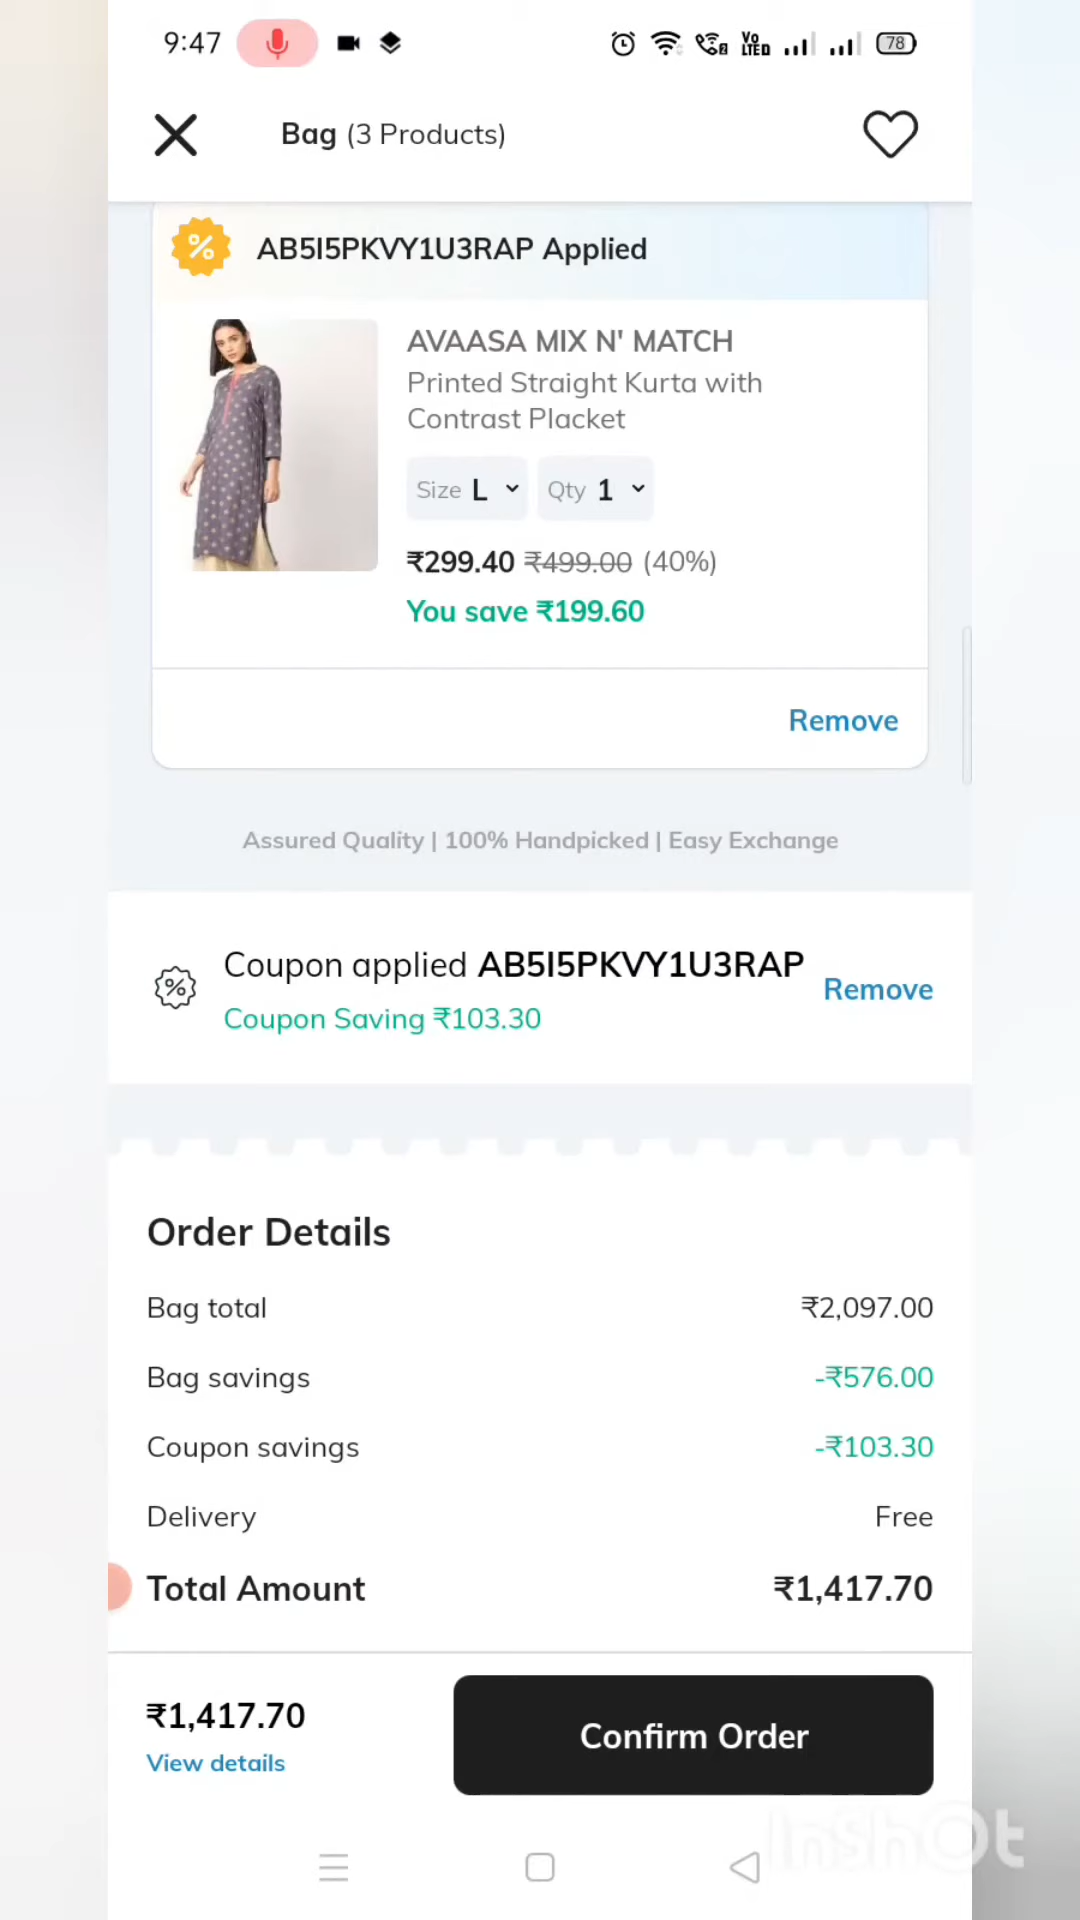 9:47
Vo
LTE D
78
Bag (3 Products)
% AB5I5PKVY1U3RAP Applied
AVAASA MIX N' MATCH
Printed Straight Kurta with
Contrast Placket
Size L Qty 1
₹299.40 ₹499.00 (40%)
You save ₹199.60
Remove
Assured Quality | 100% Handpicked | Easy Exchange
Coupon applied AB5I5PKVY1U3RAP
Remove
Coupon Saving ₹103.30
Order Details
Bag total ₹2,097.00
Bag savings -₹576.00
Coupon savings -₹103.30
Delivery Free
Total Amount ₹1,417.70
₹1,417.70
View details
Confirm Order
InShOt